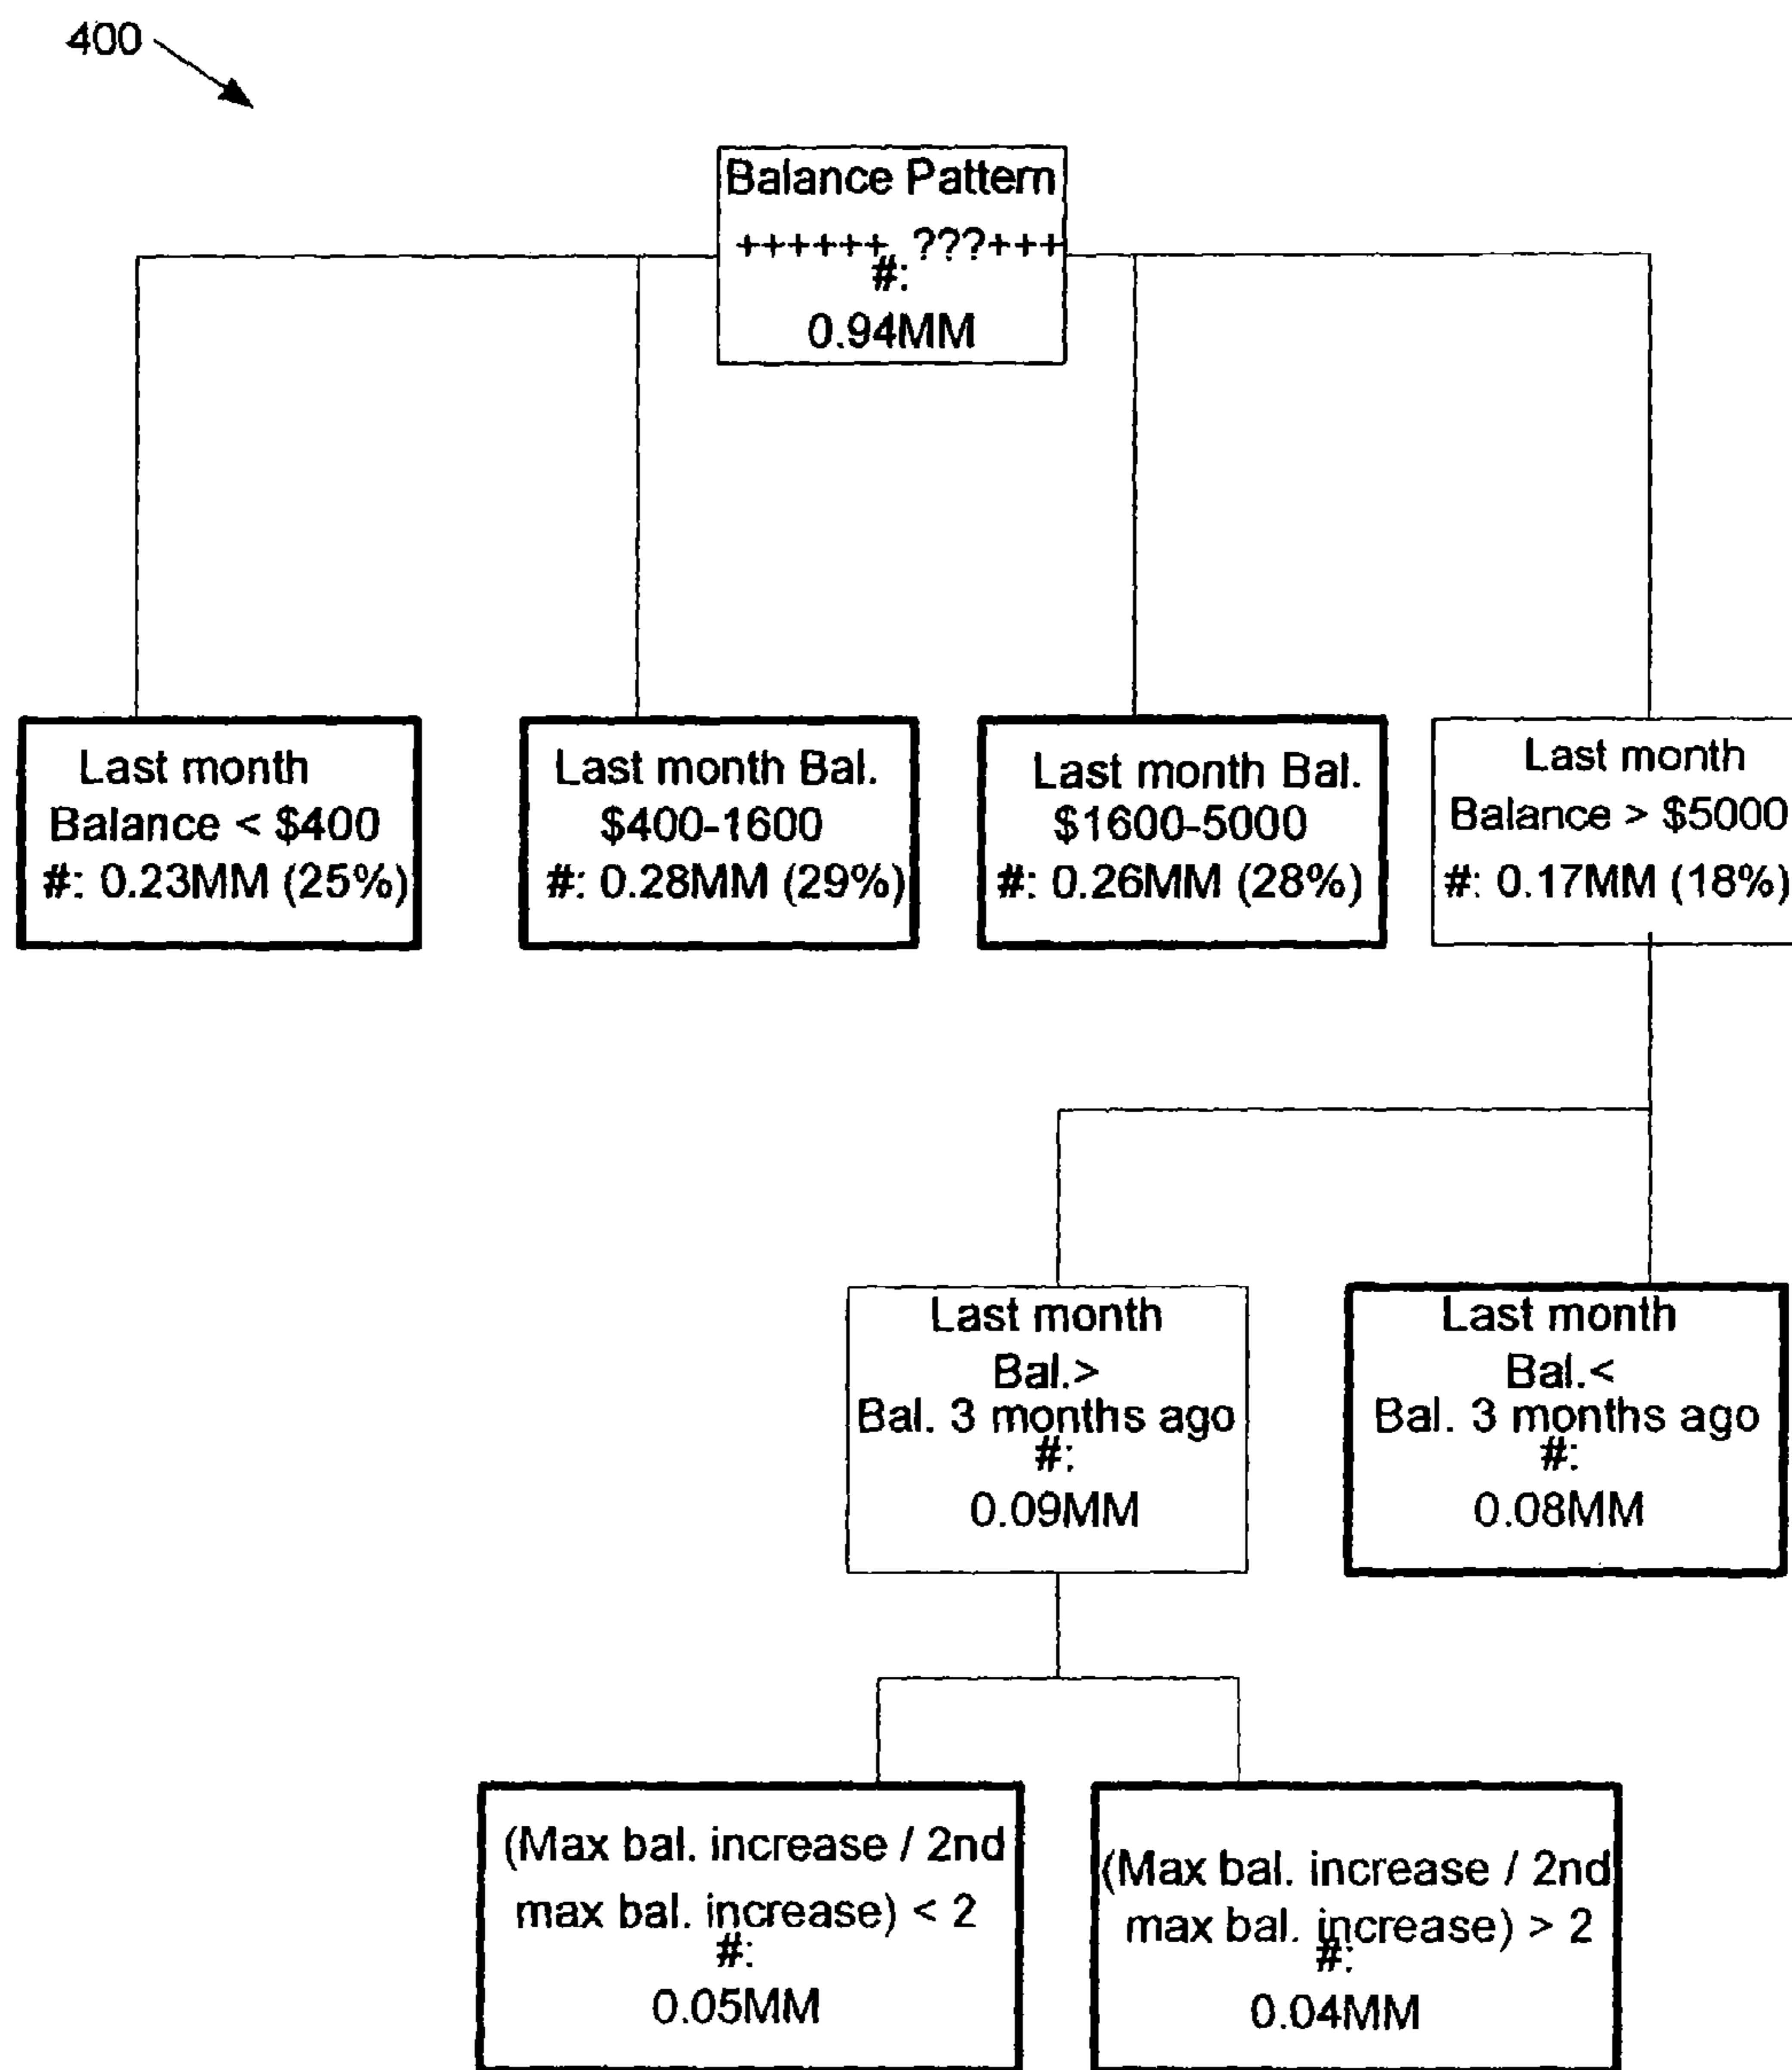 400
Balance Pattern
++++++ ???+++
#:
0.94MM
Last month
Balance < $400
#: 0.23MM (25%)
Last month Bal.
$400-1600
#: 0.28MM (29%)
Last month Bal.
$1600-5000
#: 0.26MM (28%)
Last month
Balance > $5000
#: 0.17MM (18%)
Last month
Bal.>
Bal. 3 months ago
#:
0.09MM
Last month
Bal.<
Bal. 3 months ago
#:
0.08MM
(Max bal. increase / 2nd
max bal. increase) < 2
#:
0.05MM
(Max bal. increase / 2nd
max bal. increase) > 2
#:
0.04MM